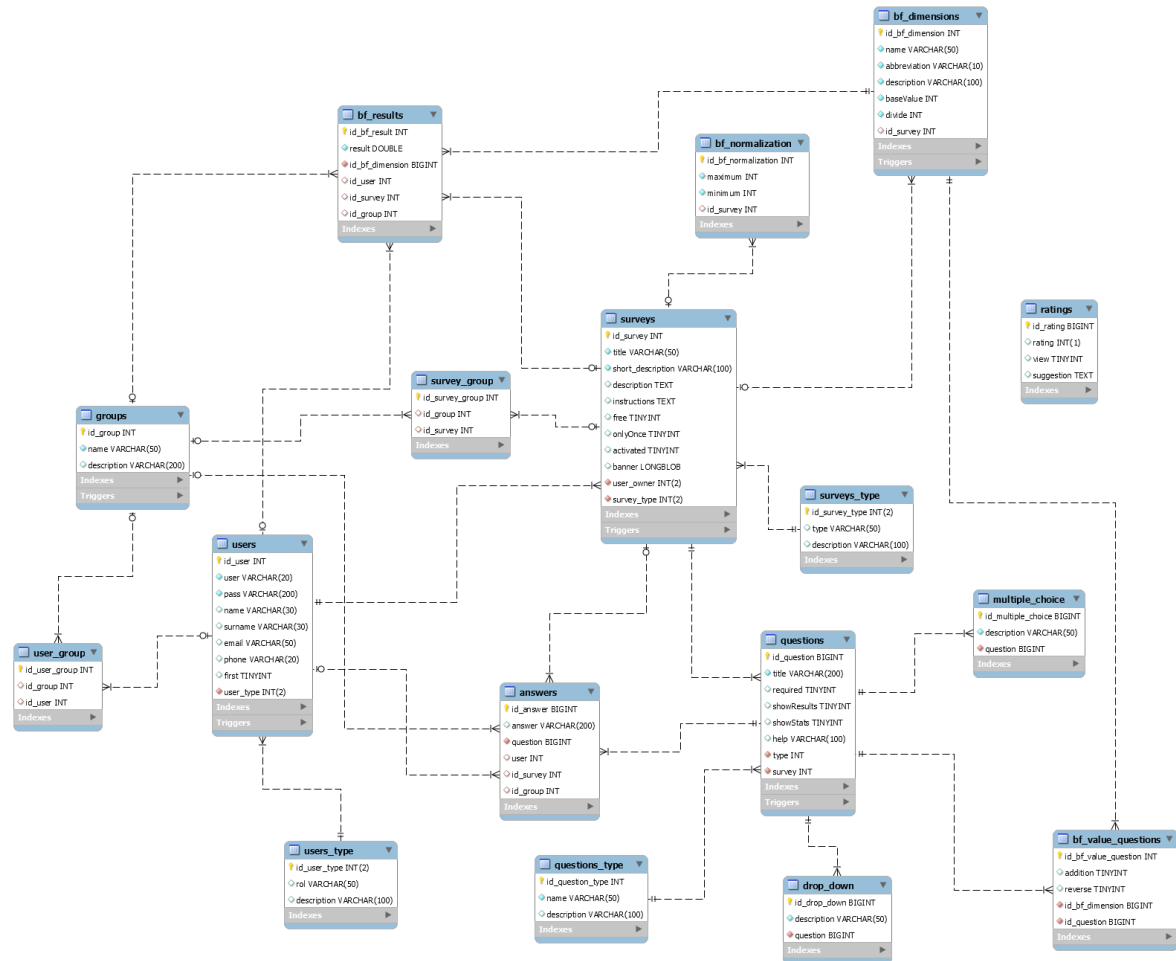 bf_dimensions
id_bf_dimension INT
name VARCHAR(50)
abbreviation VARCHAR(10)
description VARCHAR(100)
baseValue INT
divide INT
id_survey INT
Indexes
Triggers
bf_results
id_bf_result INT
result DOUBLE
id_bf_dimension BIGINT
id_user INT
id_survey INT
id_group INT
Indexes
bf_normalization
id_bf_normalization INT
maximum INT
minimum INT
id_survey INT
Indexes
ratings
id_rating BIGINT
rating INT(1)
view TINYINT
suggestion TEXT
Indexes
surveys
id_survey INT
title VARCHAR(50)
short_description VARCHAR(100)
description TEXT
instructions TEXT
free TINYINT
onlyOnce TINYINT
activated TINYINT
banner LONGBLOB
user_owner INT(2)
survey_type INT(2)
Indexes
Triggers
survey_group
id_survey_group INT
id_group INT
id_survey INT
Indexes
groups
id_group INT
name VARCHAR(50)
description VARCHAR(200)
Indexes
Triggers
surveys_type
id_survey_type INT(2)
type VARCHAR(50)
description VARCHAR(100)
Indexes
users
id_user INT
user VARCHAR(20)
pass VARCHAR(200)
name VARCHAR(30)
surname VARCHAR(30)
email VARCHAR(50)
phone VARCHAR(20)
first TINYINT
user_type INT(2)
Indexes
Triggers
multiple_choice
id_multiple_choice BIGINT
description VARCHAR(50)
question BIGINT
Indexes
user_group
id_user_group INT
id_group INT
id_user INT
Indexes
questions
id_question BIGINT
title VARCHAR(200)
required TINYINT
showResults TINYINT
showStats TINYINT
help VARCHAR(100)
type INT
survey INT
Indexes
Triggers
answers
id_answer BIGINT
answer VARCHAR(200)
question BIGINT
user INT
id_survey INT
id_group INT
Indexes
bf_value_questions
id_bf_value_question INT
addition TINYINT
reverse TINYINT
id_bf_dimension BIGINT
id_question BIGINT
Indexes
users_type
id_user_type INT(2)
rol VARCHAR(50)
description VARCHAR(100)
Indexes
questions_type
id_question_type INT
name VARCHAR(50)
description VARCHAR(100)
Indexes
drop_down
id_drop_down BIGINT
description VARCHAR(50)
question BIGINT
Indexes